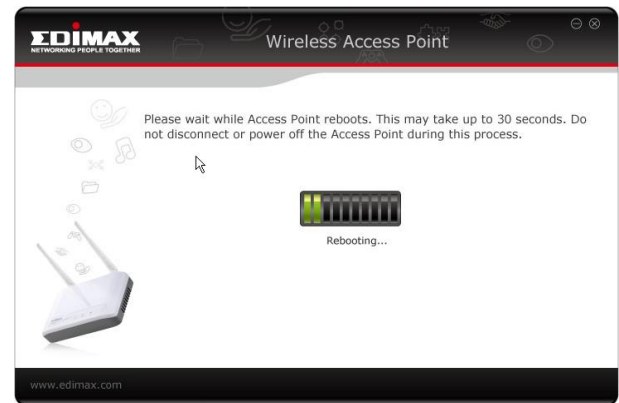 EDIMAX
NETWORKING PEOPLE TOGETHER
Wireless Access Point
Please wait while Access Point reboots. This may take up to 30 seconds. Do
not disconnect or power off the Access Point during this process.
Rebooting...
www.edimax.com